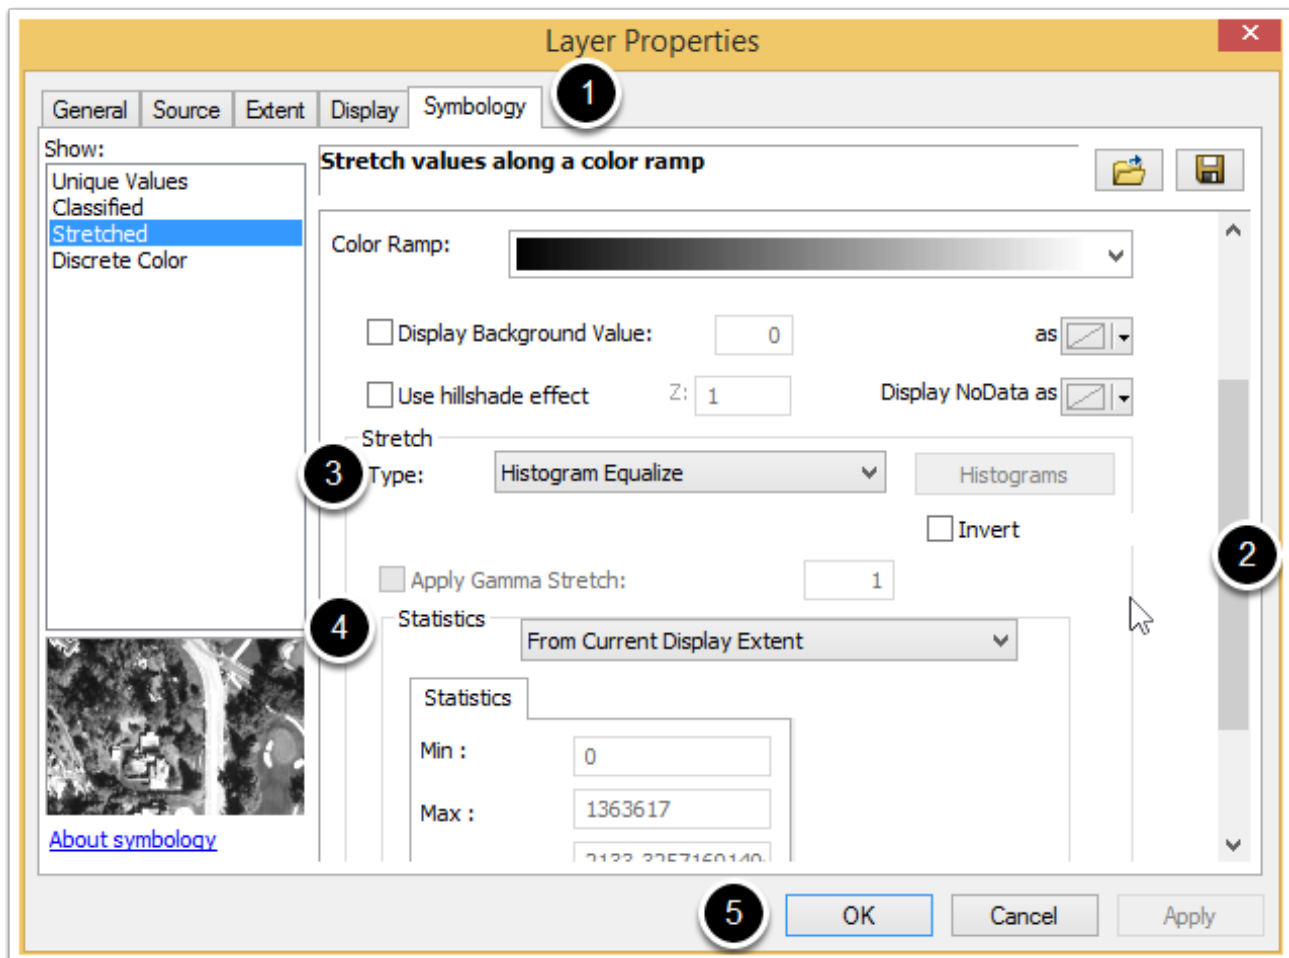 Layer Properties
1
General Source Extent Display Symbology
Show:
Unique Values
Classified
Stretched
Discrete Color
Stretch values along a color ramp
Color Ramp:
Display Background Value: 0 as
Use hillshade effect Z: 1 Display NoData as
Stretch
3 Type: Histogram Equalize Histograms
Invert
2
Apply Gamma Stretch: 1
4 Statistics From Current Display Extent
Statistics
Min : 0
Max : 1363617
About symbology
5 OK Cancel Apply